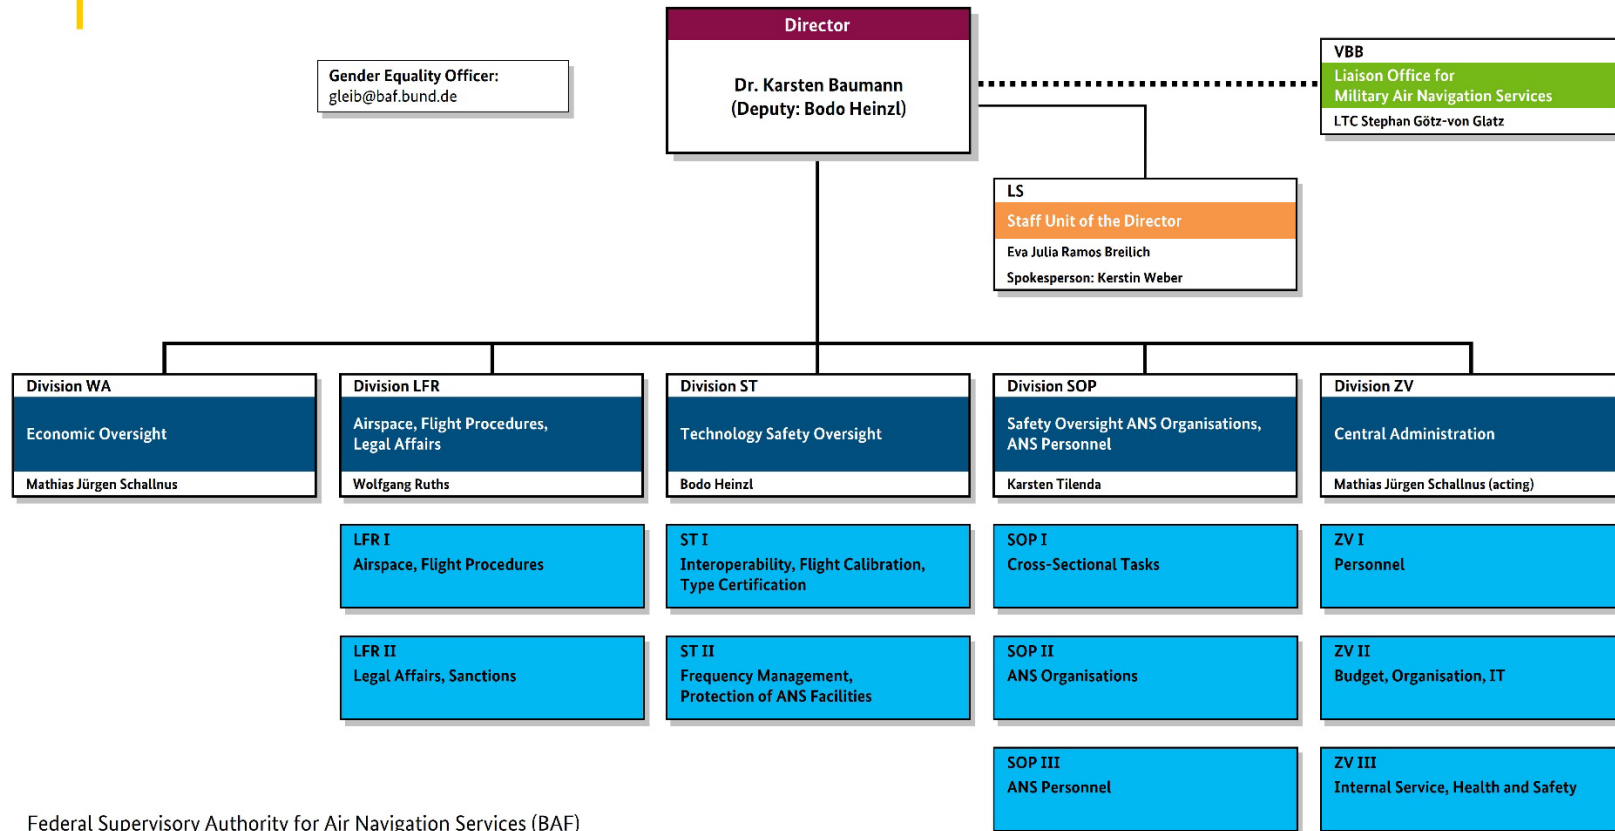 Director
Dr. Karsten Baumann
(Deputy: Bodo Heinzl)
Gender Equality Officer:
gleib@baf.bund.de
VBB
Liaison Office for
Military Air Navigation Services
LTC Stephan Götz-von Glatz
LS
Staff Unit of the Director
Eva Julia Ramos Breilich
Spokesperson: Kerstin Weber
Division WA
Economic Oversight
Mathias Jürgen Schallnus
Division LFR
Airspace, Flight Procedures,
Legal Affairs
Wolfgang Ruths
LFR I
Airspace, Flight Procedures
LFR II
Legal Affairs, Sanctions
Division ST
Technology Safety Oversight
Bodo Heinzl
ST I
Interoperability, Flight Calibration,
Type Certification
ST II
Frequency Management,
Protection of ANS Facilities
Division SOP
Safety Oversight ANS Organisations,
ANS Personnel
Karsten Tilenda
SOP I
Cross-Sectional Tasks
SOP II
ANS Organisations
SOP III
ANS Personnel
Division ZV
Central Administration
Mathias Jürgen Schallnus (acting)
ZV I
Personnel
ZV II
Budget, Organisation, IT
ZV III
Internal Service, Health and Safety
Federal Supervisory Authority for Air Navigation Services (BAF)